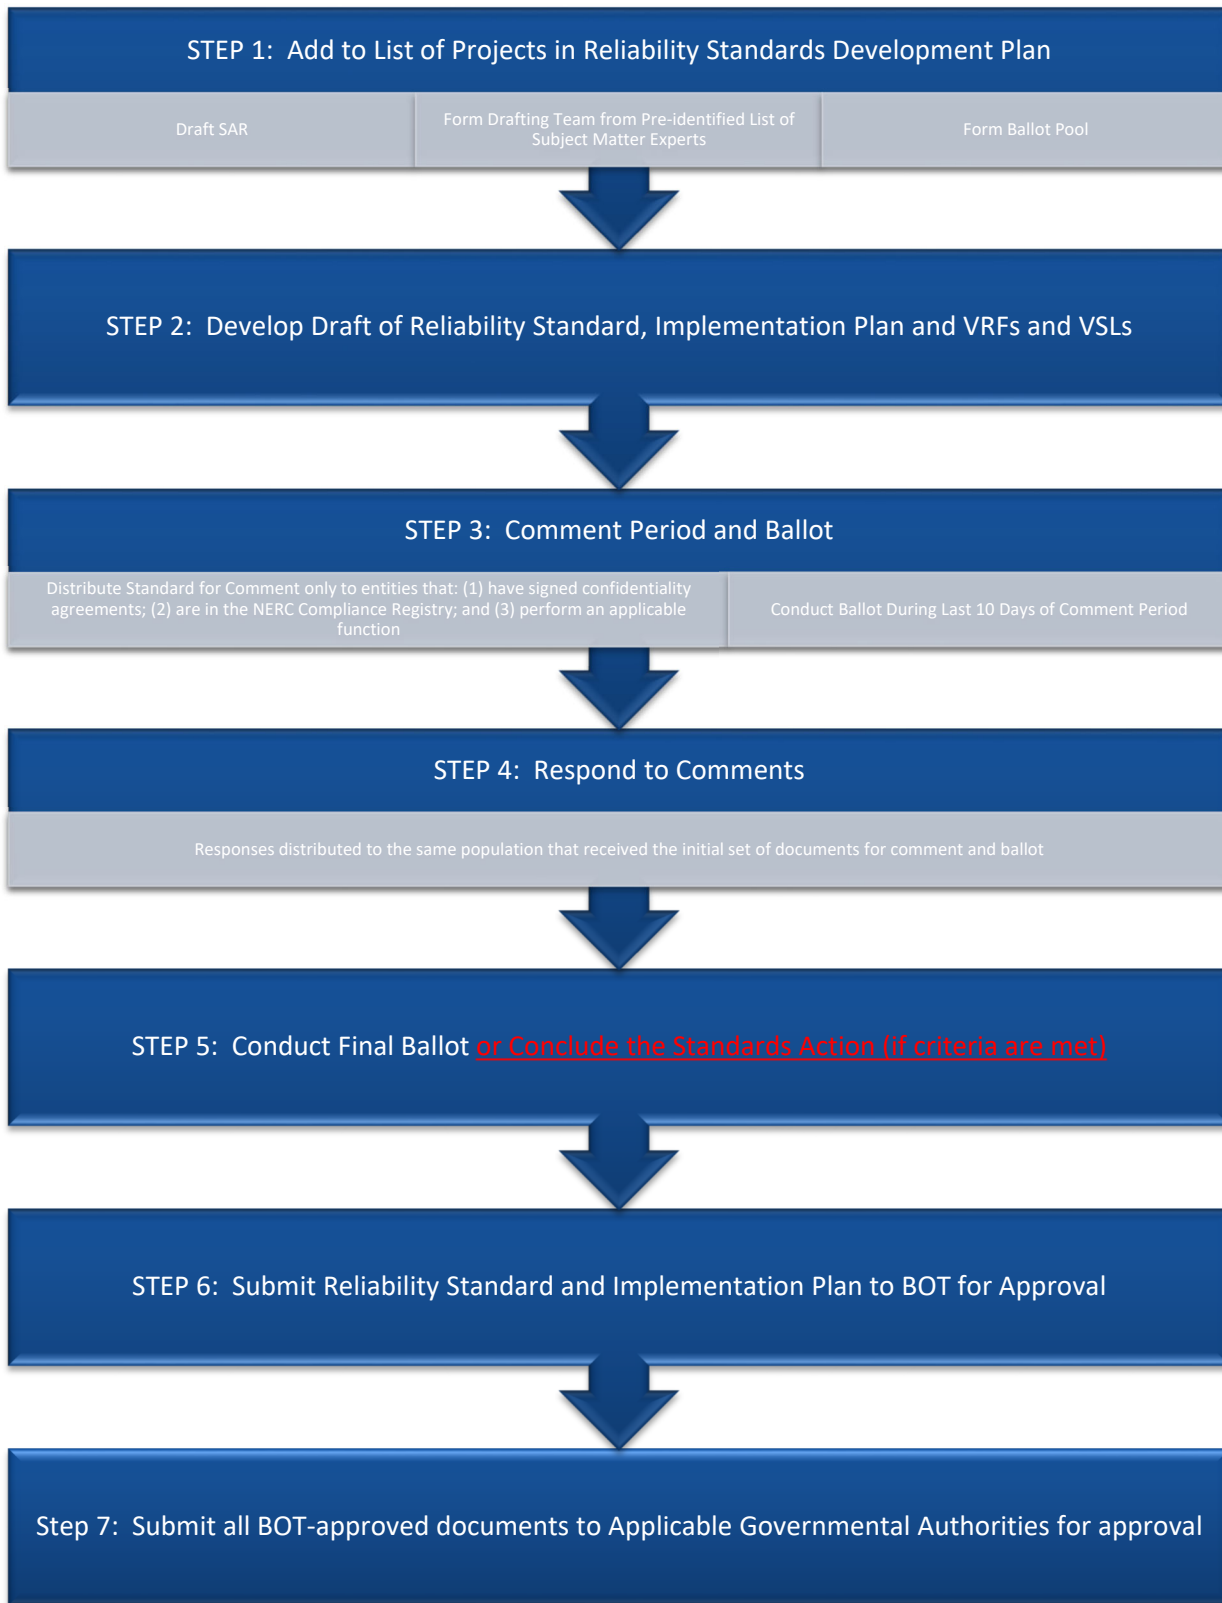 STEP 1: Add to List of Projects in Reliability Standards Development Plan
Draft SAR
Form Drafting Team from Pre-identified List of
Subject Matter Experts
Form Ballot Pool
STEP 2: Develop Draft of Reliability Standard, Implementation Plan and VRFs and VSLs
STEP 3: Comment Period and Ballot
Distribute Standard for Comment only to entities that: (1) have signed confidentiality
agreements; (2) are in the NERC Compliance Registry; and (3) perform an applicable
function
Conduct Ballot During Last 10 Days of Comment Period
STEP 4: Respond to Comments
Responses distributed to the same population that received the initial set of documents for comment and ballot
STEP 5: Conduct Final Ballot or Conclude the Standards Action (if criteria are met)
STEP 6: Submit Reliability Standard and Implementation Plan to BOT for Approval
Step 7: Submit all BOT-approved documents to Applicable Governmental Authorities for approval